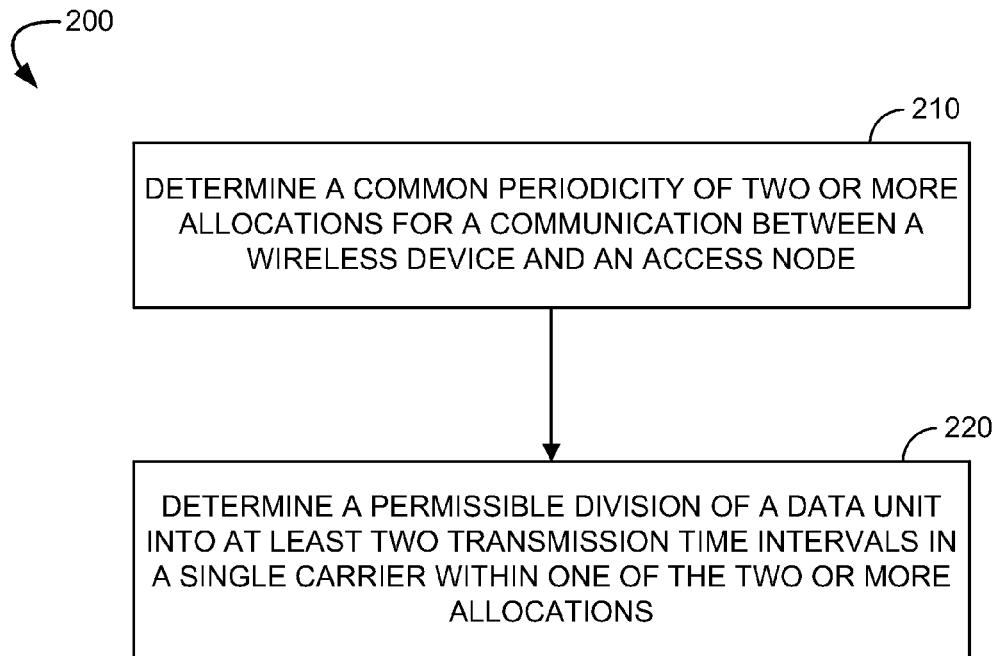 200
210
DETERMINE A COMMON PERIODICITY OF TWO OR MORE
ALLOCATIONS FOR A COMMUNICATION BETWEEN A
WIRELESS DEVICE AND AN ACCESS NODE
220
DETERMINE A PERMISSIBLE DIVISION OF A DATA UNIT
INTO AT LEAST TWO TRANSMISSION TIME INTERVALS IN
A SINGLE CARRIER WITHIN ONE OF THE TWO OR MORE
ALLOCATIONS